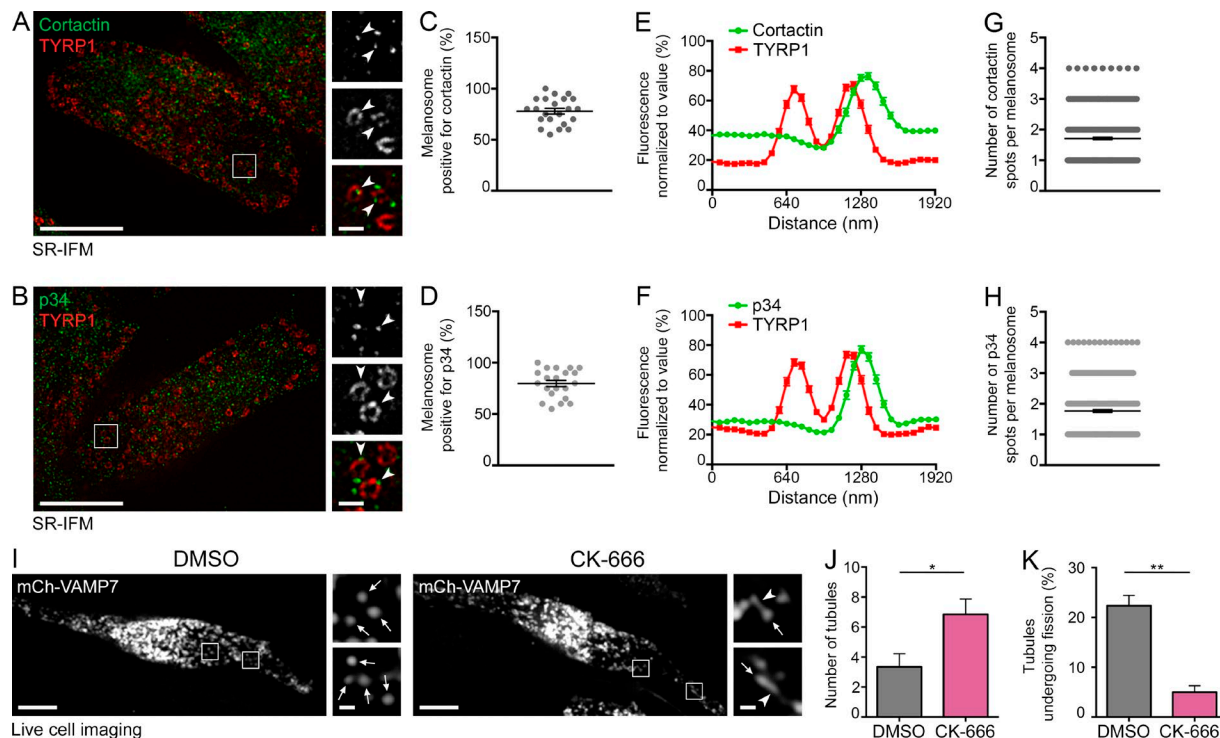 A
Cortactin
TYRP1
SR-IFM
C
Melanosome
positive for cortactin (%)
150
100
50
0
E
Cortactin
TYRP1
Fluorescence
normalized to value (%)
100
80
60
40
20
0
0
640
1280
1920
Distance (nm)
G
Number of cortactin
spots per melanosome
5
4
3
2
1
0
B
p34
TYRP1
SR-IFM
D
Melanosome
positive for p34 (%)
150
100
50
0
F
p34
TYRP1
Fluorescence
normalized to value (%)
100
80
60
40
20
0
0
640
1280
1920
Distance (nm)
H
Number of p34
spots per melanosome
5
4
3
2
1
0
I
DMSO
mCh-VAMP7
CK-666
mCh-VAMP7
Live cell imaging
J
Number of tubules
10
8
6
4
2
0
*
DMSO
CK-666
K
Tubules
undergoing fission (%)
30
20
10
0
**
DMSO
CK-666